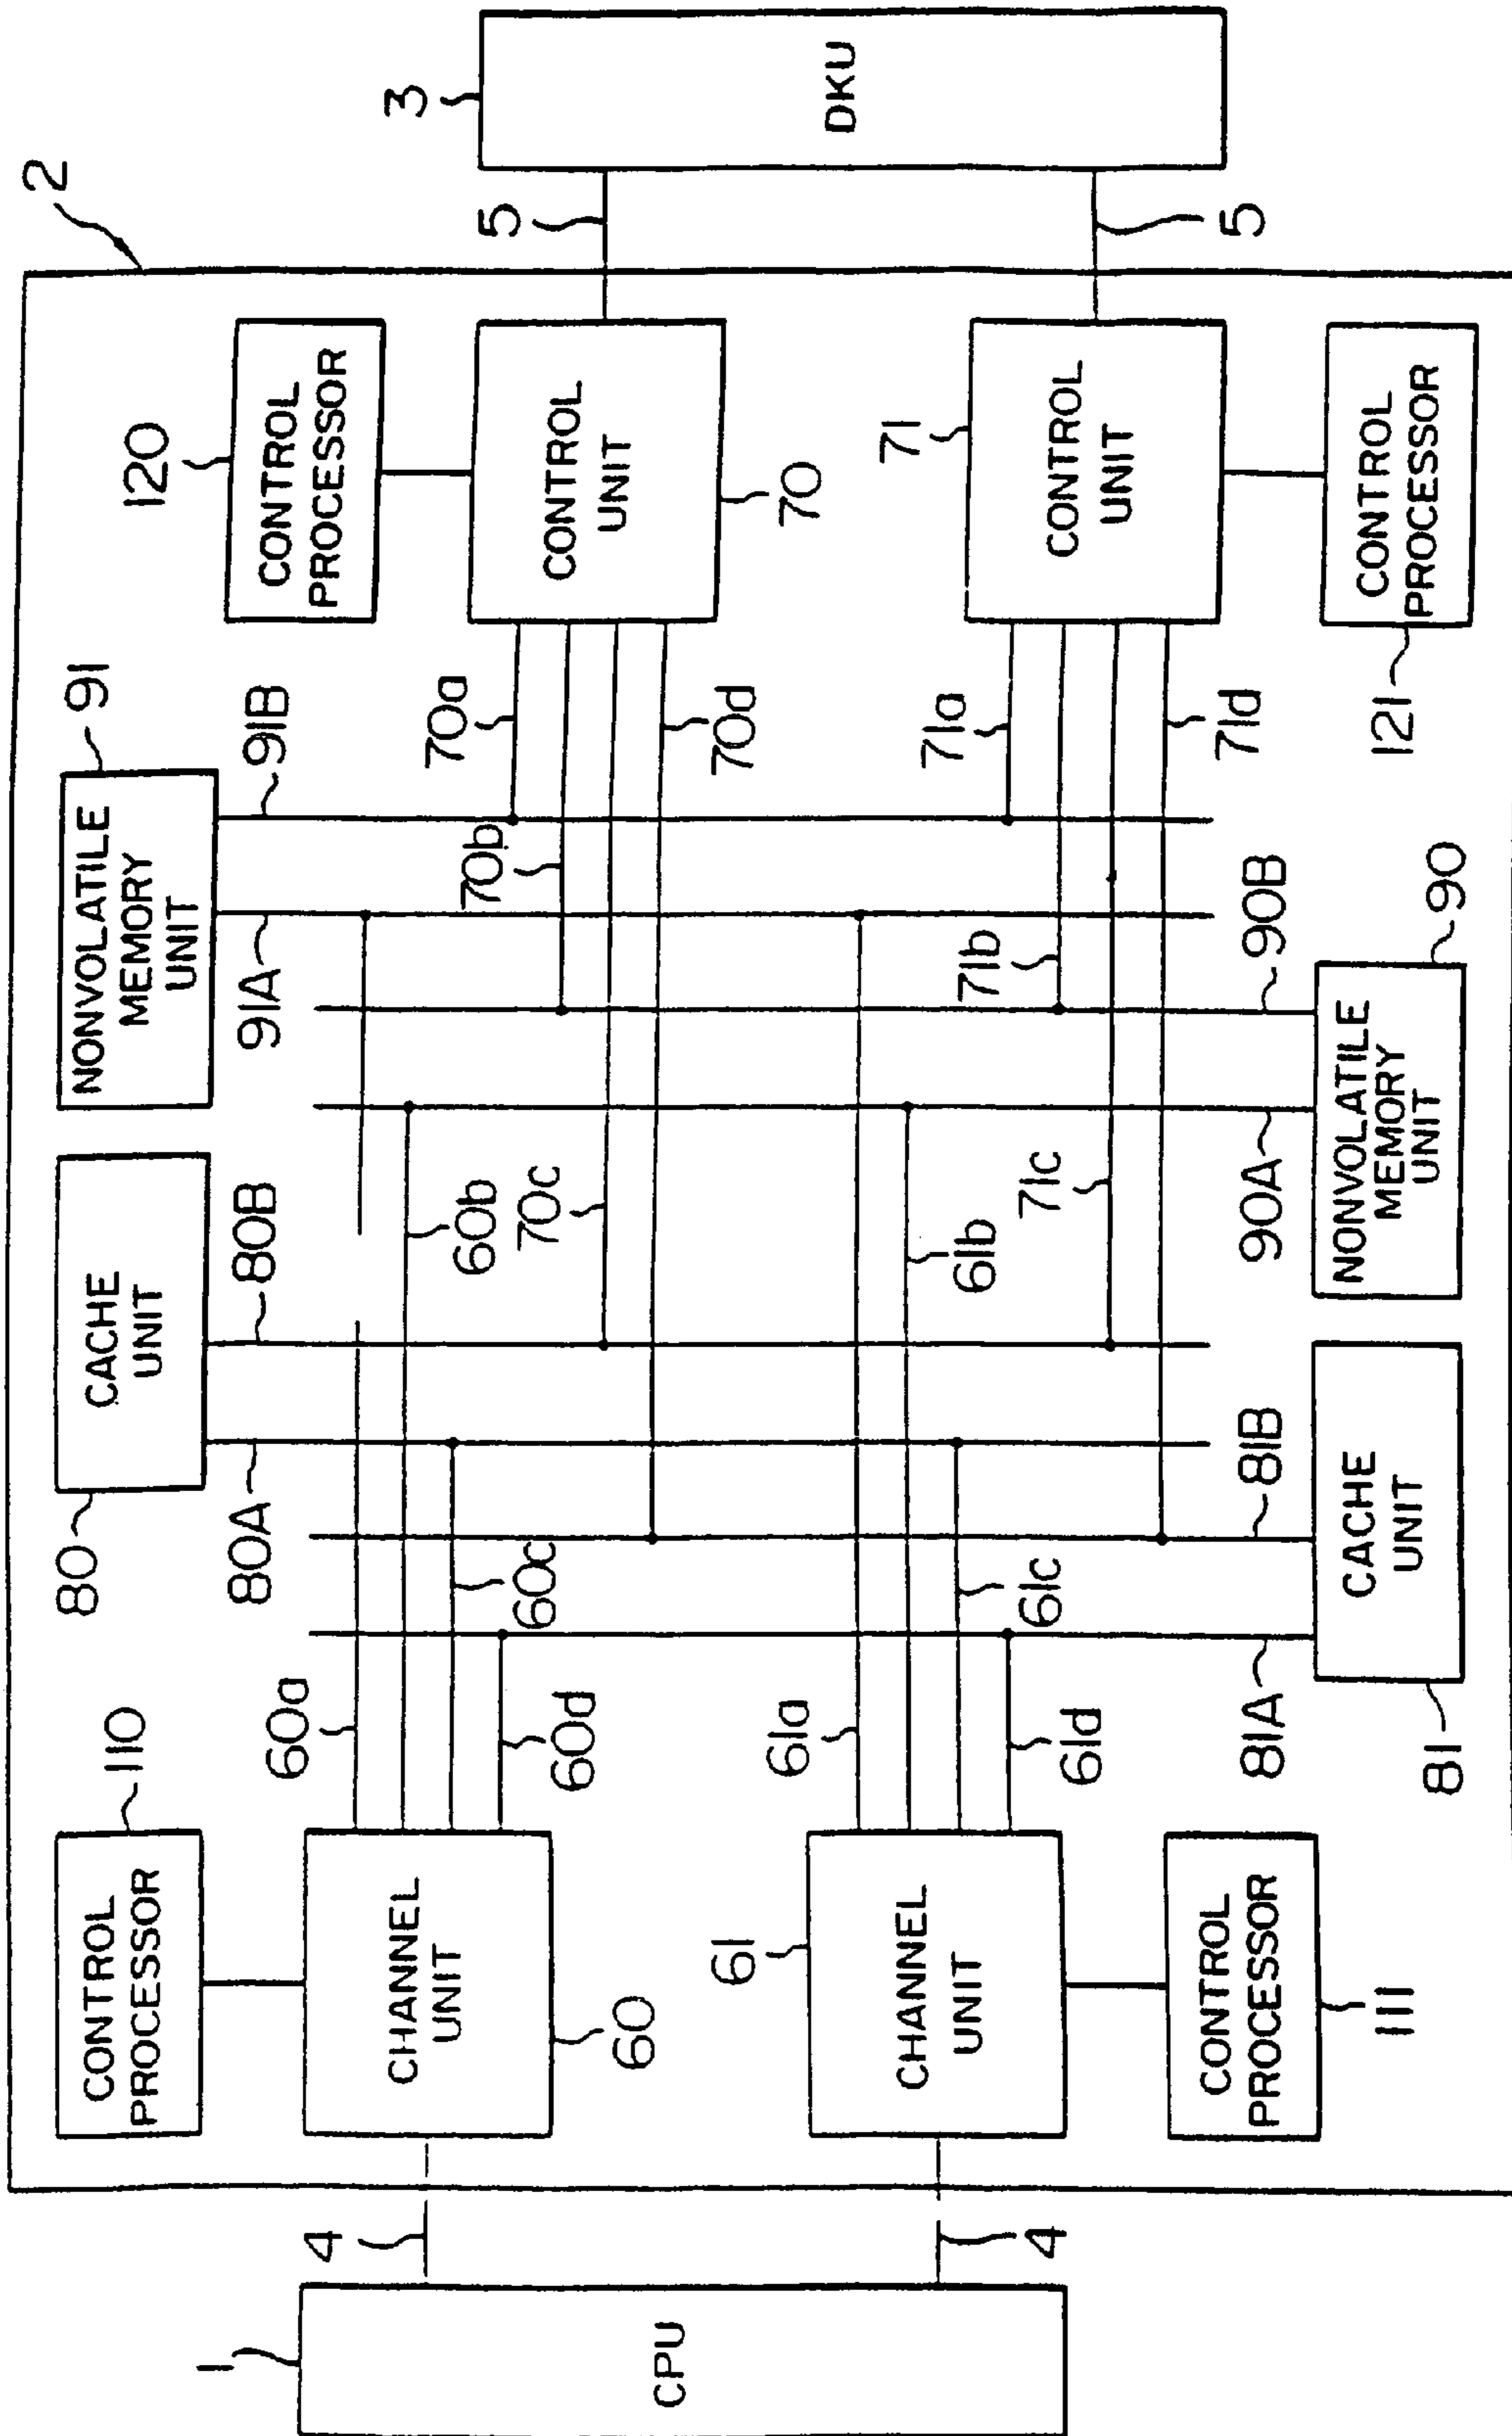 CPU
1
4
4
2
CONTROL
PROCESSOR
110
CHANNEL
UNIT
60
CHANNEL
UNIT
61
CONTROL
PROCESSOR
111
60a
60b
60c
60d
61a
61b
61c
61d
CACHE
UNIT
80
80A
80B
CACHE
UNIT
81
81A
81B
NONVOLATILE
MEMORY
UNIT
91
91A
91B
NONVOLATILE
MEMORY
UNIT
90
90A
90B
70a
70b
70c
70d
71a
71b
71c
71d
CONTROL
PROCESSOR
120
CONTROL
UNIT
70
CONTROL
UNIT
71
CONTROL
PROCESSOR
121
5
5
DKU
3